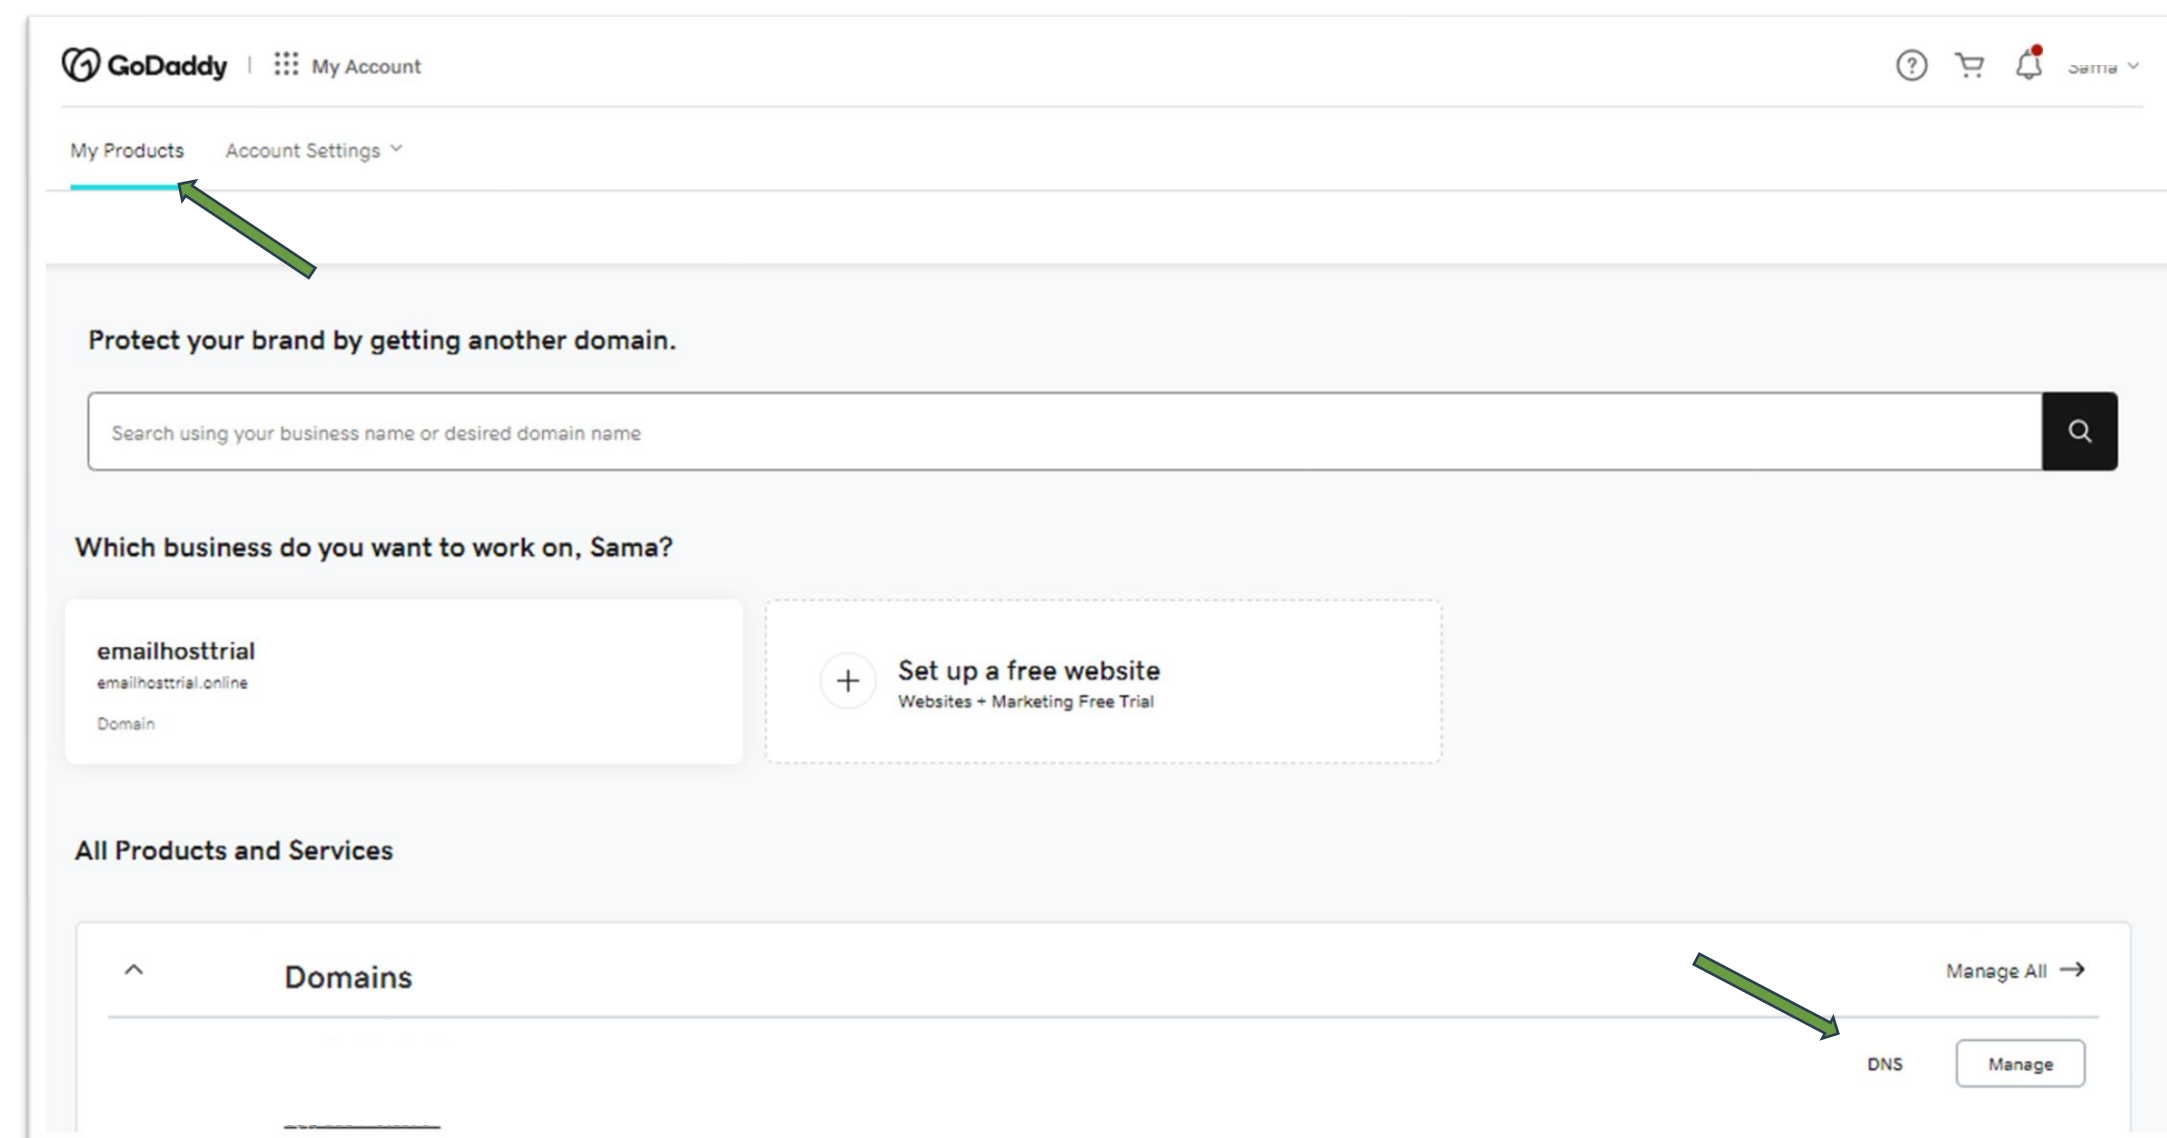 GoDaddy My Account Sama
My Products Account Settings
Protect your brand by getting another domain.
Search using your business name or desired domain name
Which business do you want to work on, Sama?
emailhosttrial
emailhosttrial.online
Domain
Set up a free website
Websites + Marketing Free Trial
All Products and Services
Domains
Manage All
DNS Manage